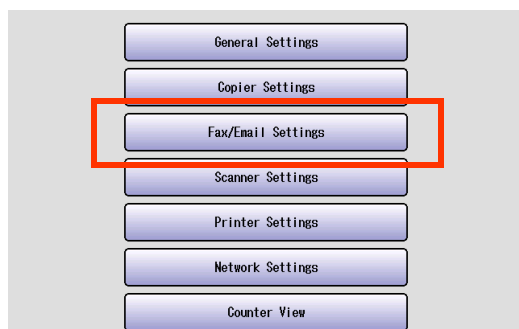 General Settings
Copier Settings
Fax/Email Settings
Scanner Settings
Printer Settings
Network Settings
Counter View